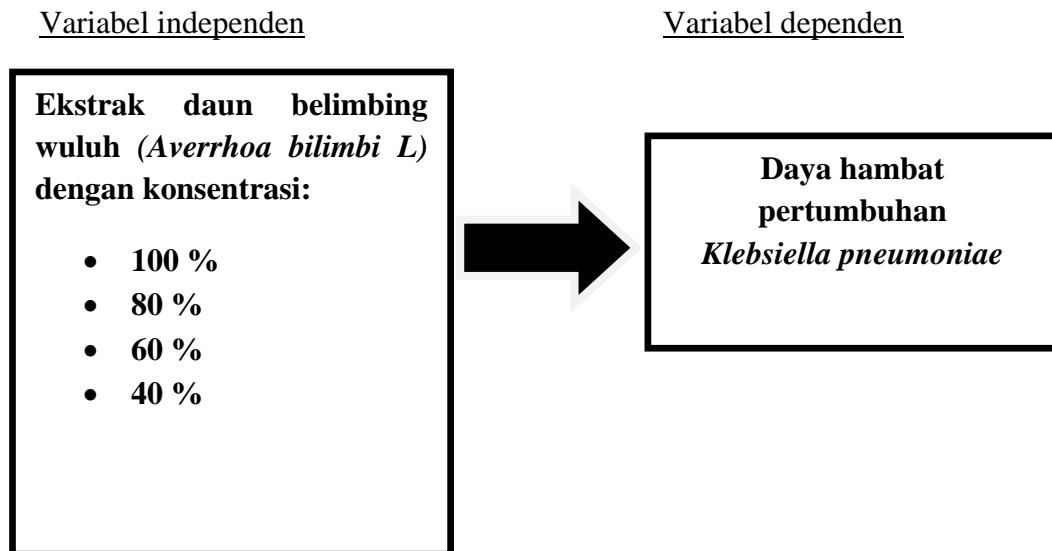 Variabel independen
Variabel dependen
Ekstrak daun belimbing
wuluh (Averrhoa bilimbi L)
dengan konsentrasi:
• 100 %
• 80 %
• 60 %
• 40 %
Daya hambat
pertumbuhan
Klebsiella pneumoniae